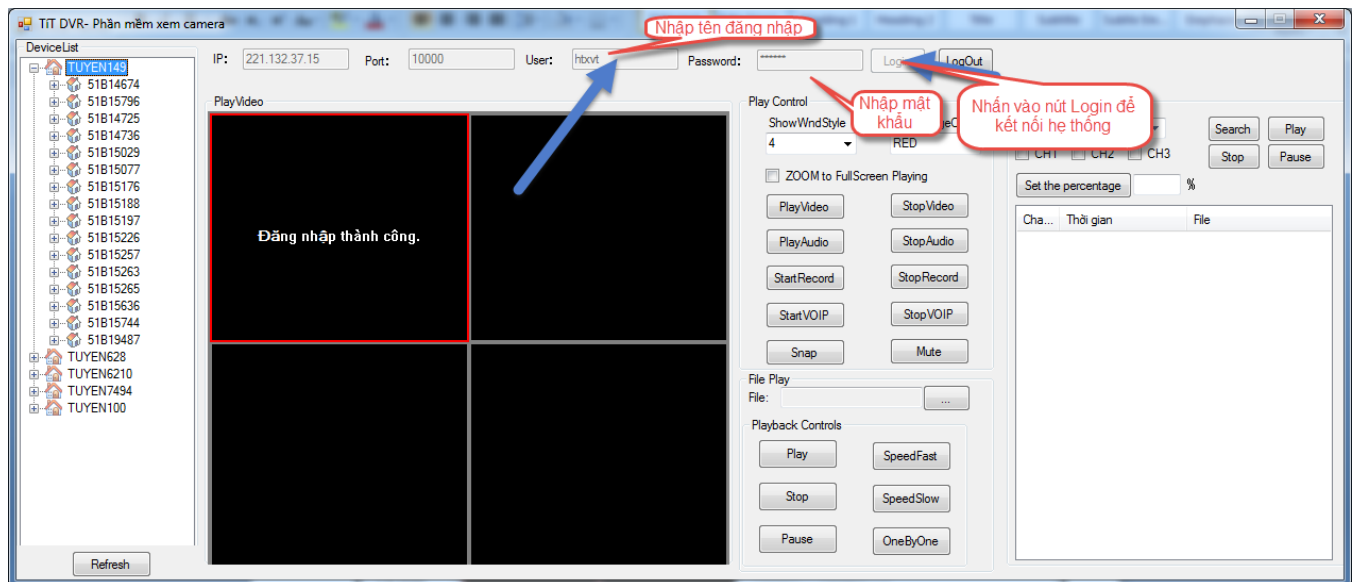 TiT DVR- Phần mềm xem camera
DeviceList
TUYEN149
51B14674
51B15796
51B14725
51B14736
51B15029
51B15077
51B15176
51B15188
51B15197
51B15226
51B15257
51B15263
51B15265
51B15636
51B15744
51B19487
TUYEN628
TUYEN6210
TUYEN7494
TUYEN100
Refresh
IP: 221.132.37.15 Port: 10000 User: htxvt Password: ****** LogOut
Nhập tên đăng nhập
Nhập mật
khẩu
Nhấn vào nút Login để
kết nối hệ thống
PlayVideo
Đăng nhập thành công.
Play Control
ShowWndStyle
4 RED
ZOOM to FullScreen Playing
PlayVideo StopVideo
PlayAudio StopAudio
StartRecord StopRecord
StartVOIP StopVOIP
Snap Mute
File Play
File: ...
Playback Controls
Play SpeedFast
Stop SpeedSlow
Pause OneByOne
CH1 CH2 CH3
Search Play
Stop Pause
Set the percentage %
Cha... Thời gian File